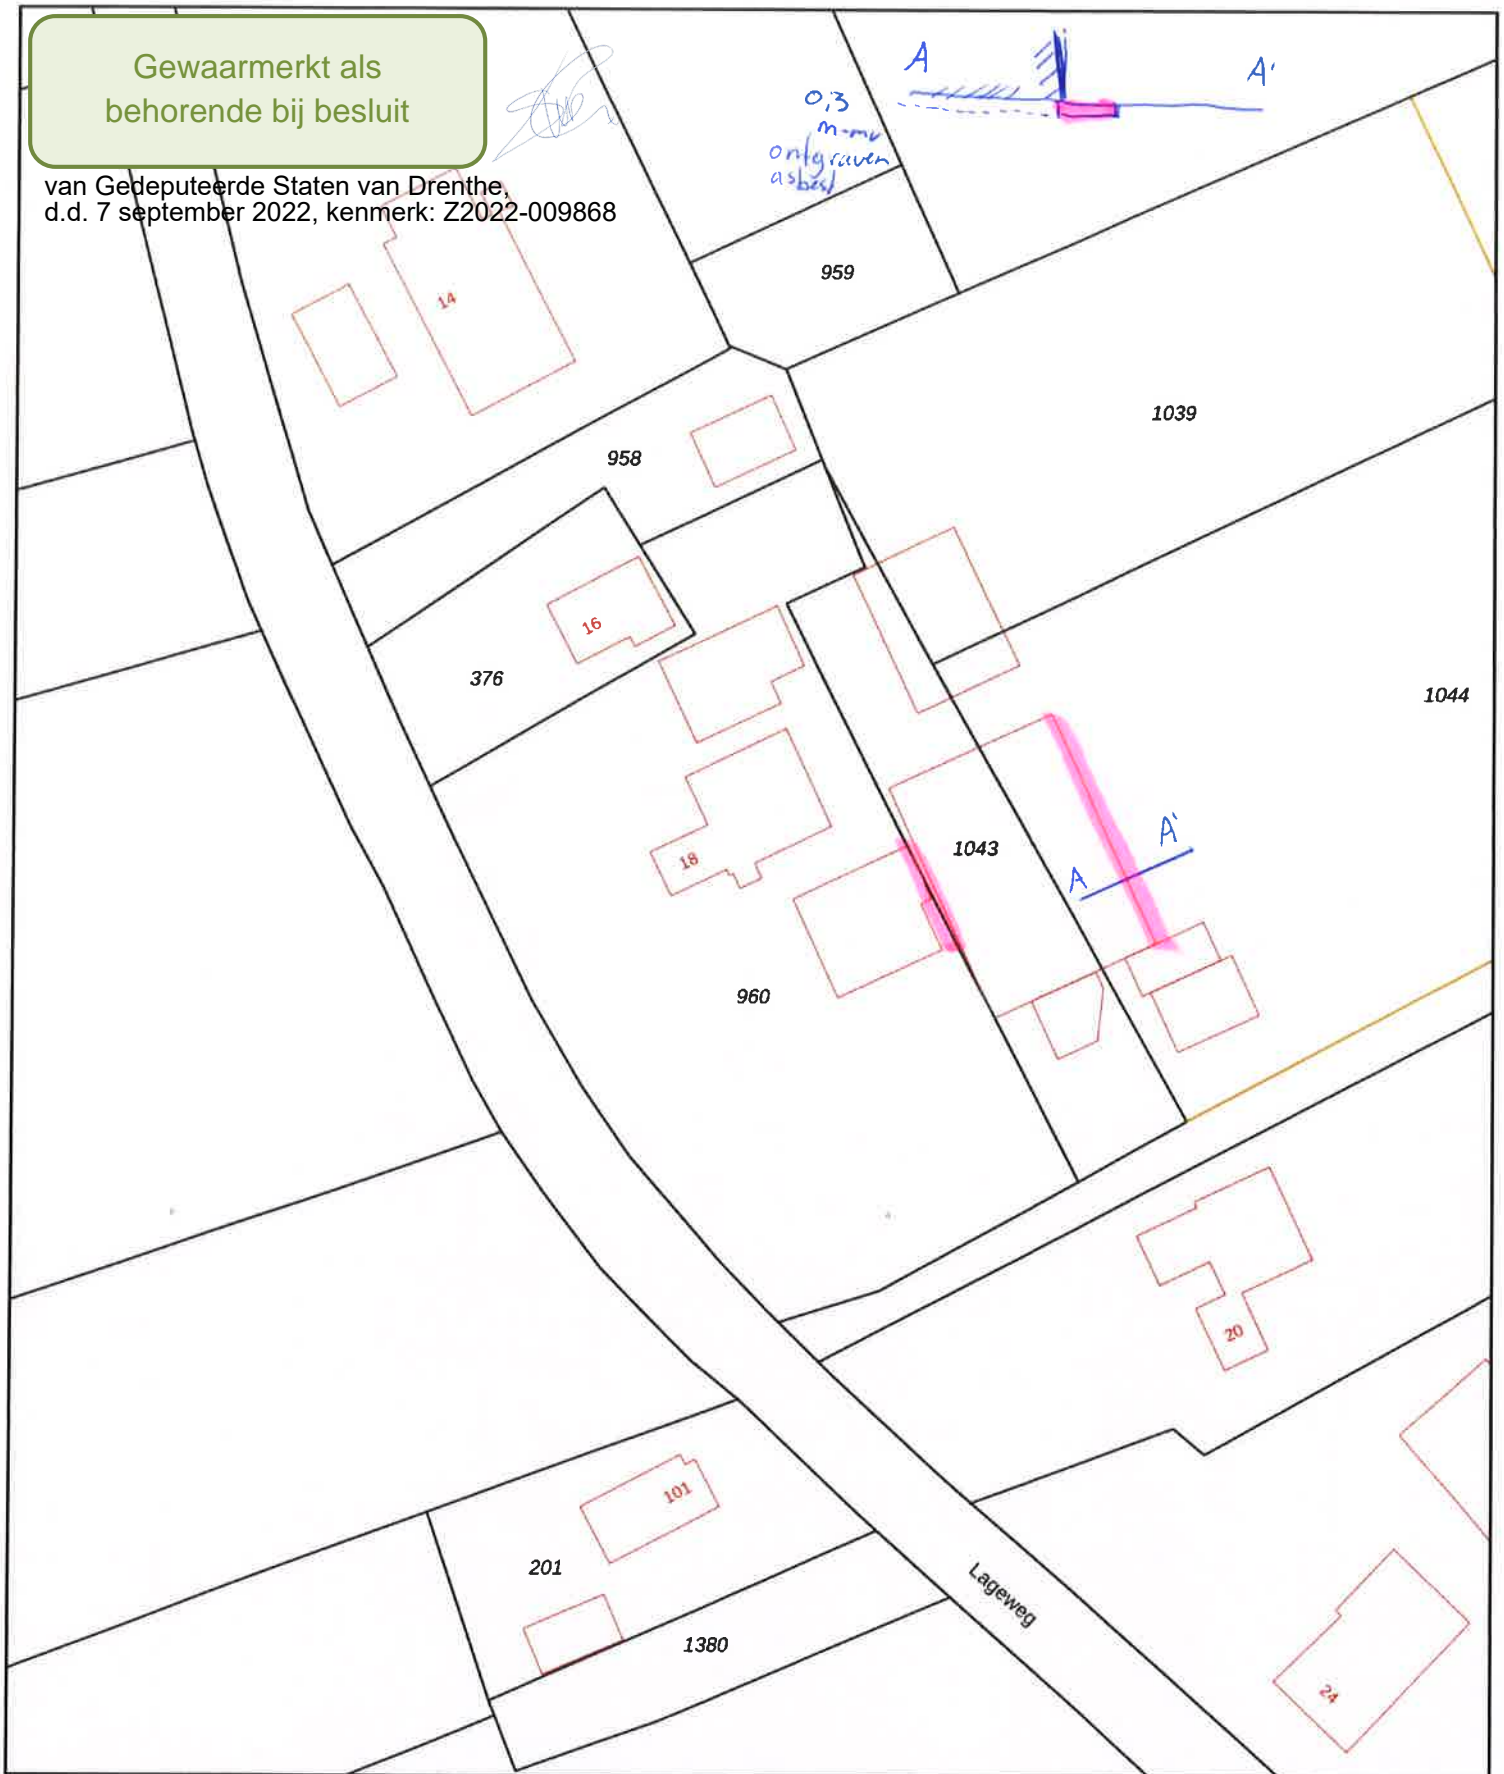 Gewaarmerkt als
behorende bij besluit
van Gedeputeerde Staten van Drenthe,
d.d. 7 september 2022, kenmerk: Z2022-009868
A
A'
0,3
m-mv
ontgraven
asbest
959
14
1039
958
16
376
1044
18
1043
A
A'
960
20
101
201
Lageweg
1380
24